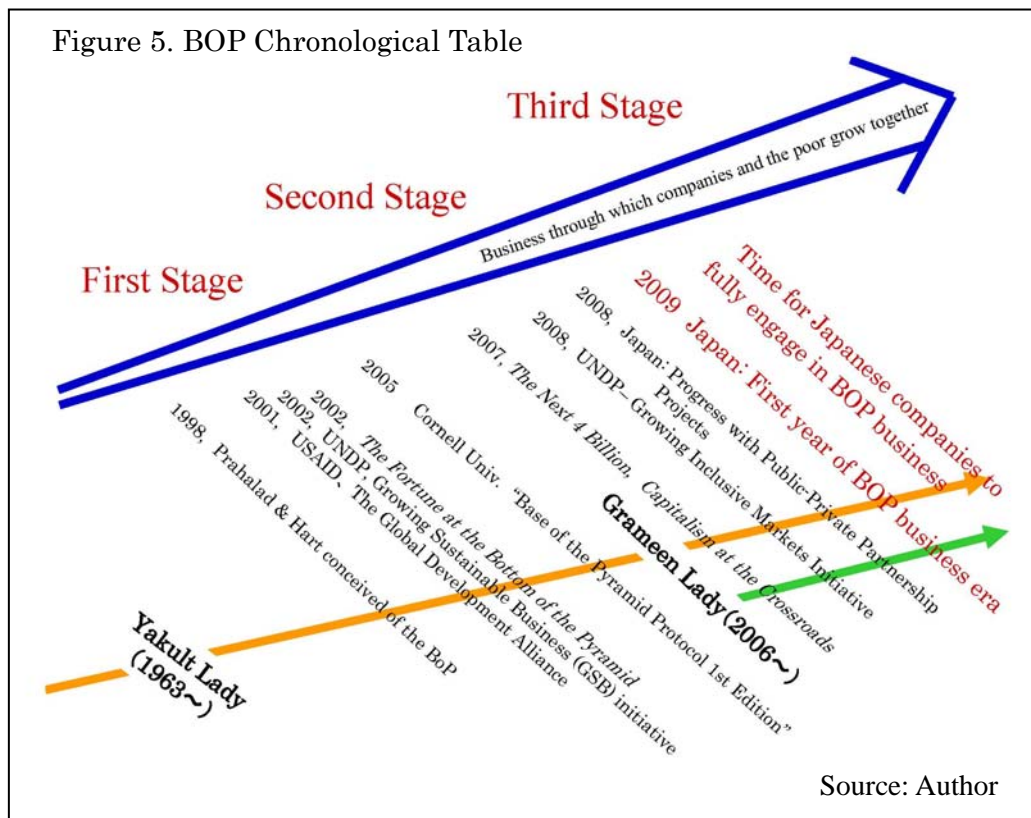 Figure 5. BOP Chronological Table
Third Stage
Second Stage
First Stage
Business through which companies and the poor grow together
1998, Prahalad & Hart conceived of the BoP
2001, USAID、The Global Development Alliance
2002, UNDP, Growing Sustainable Business (GSB) initiative
2002, The Fortune at the Bottom of the Pyramid
2005 Cornell Univ. “Base of the Pyramid Protocol 1st Edition”
2007, The Next 4 Billion, Capitalism at the Crossroads
2008, UNDP–Growing Inclusive Markets Initiative
2008, Japan: Progress with Public-Private Partnership
Projects
2009 Japan: First year of BOP business era
Time for Japanese companies to
fully engage in BOP business
Yakult Lady
(1963～)
Grameen Lady(2006～)
Source: Author